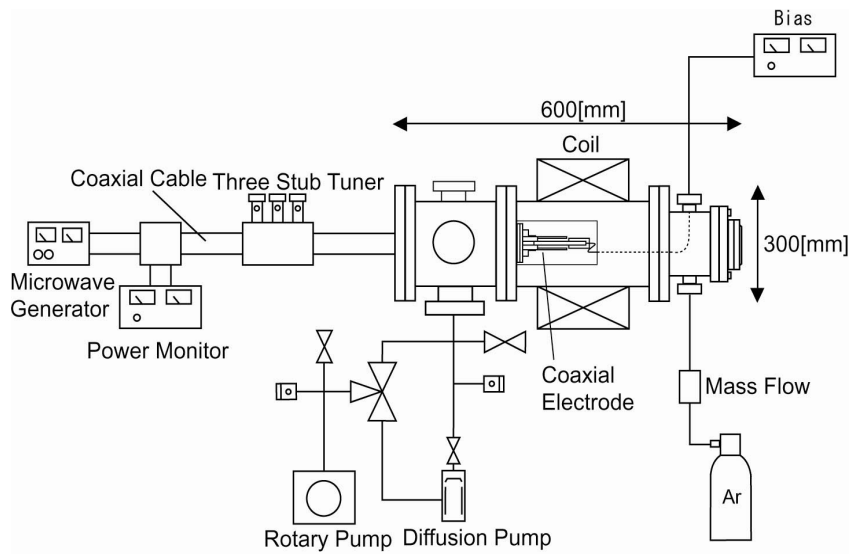 Bias
600[mm]
Coil
Coaxial Cable
Three Stub Tuner
300[mm]
Microwave
Generator
Power Monitor
Coaxial
Electrode
Mass Flow
Ar
Rotary Pump
Diffusion Pump